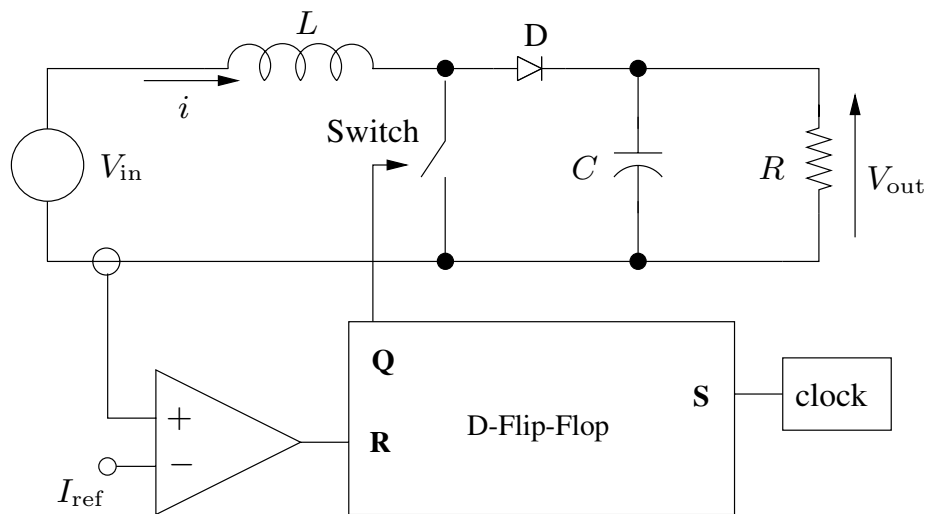 L
D
i
Switch
V_in
C
R
V_out
Q
S
clock
+
D-Flip-Flop
R
−
I_ref